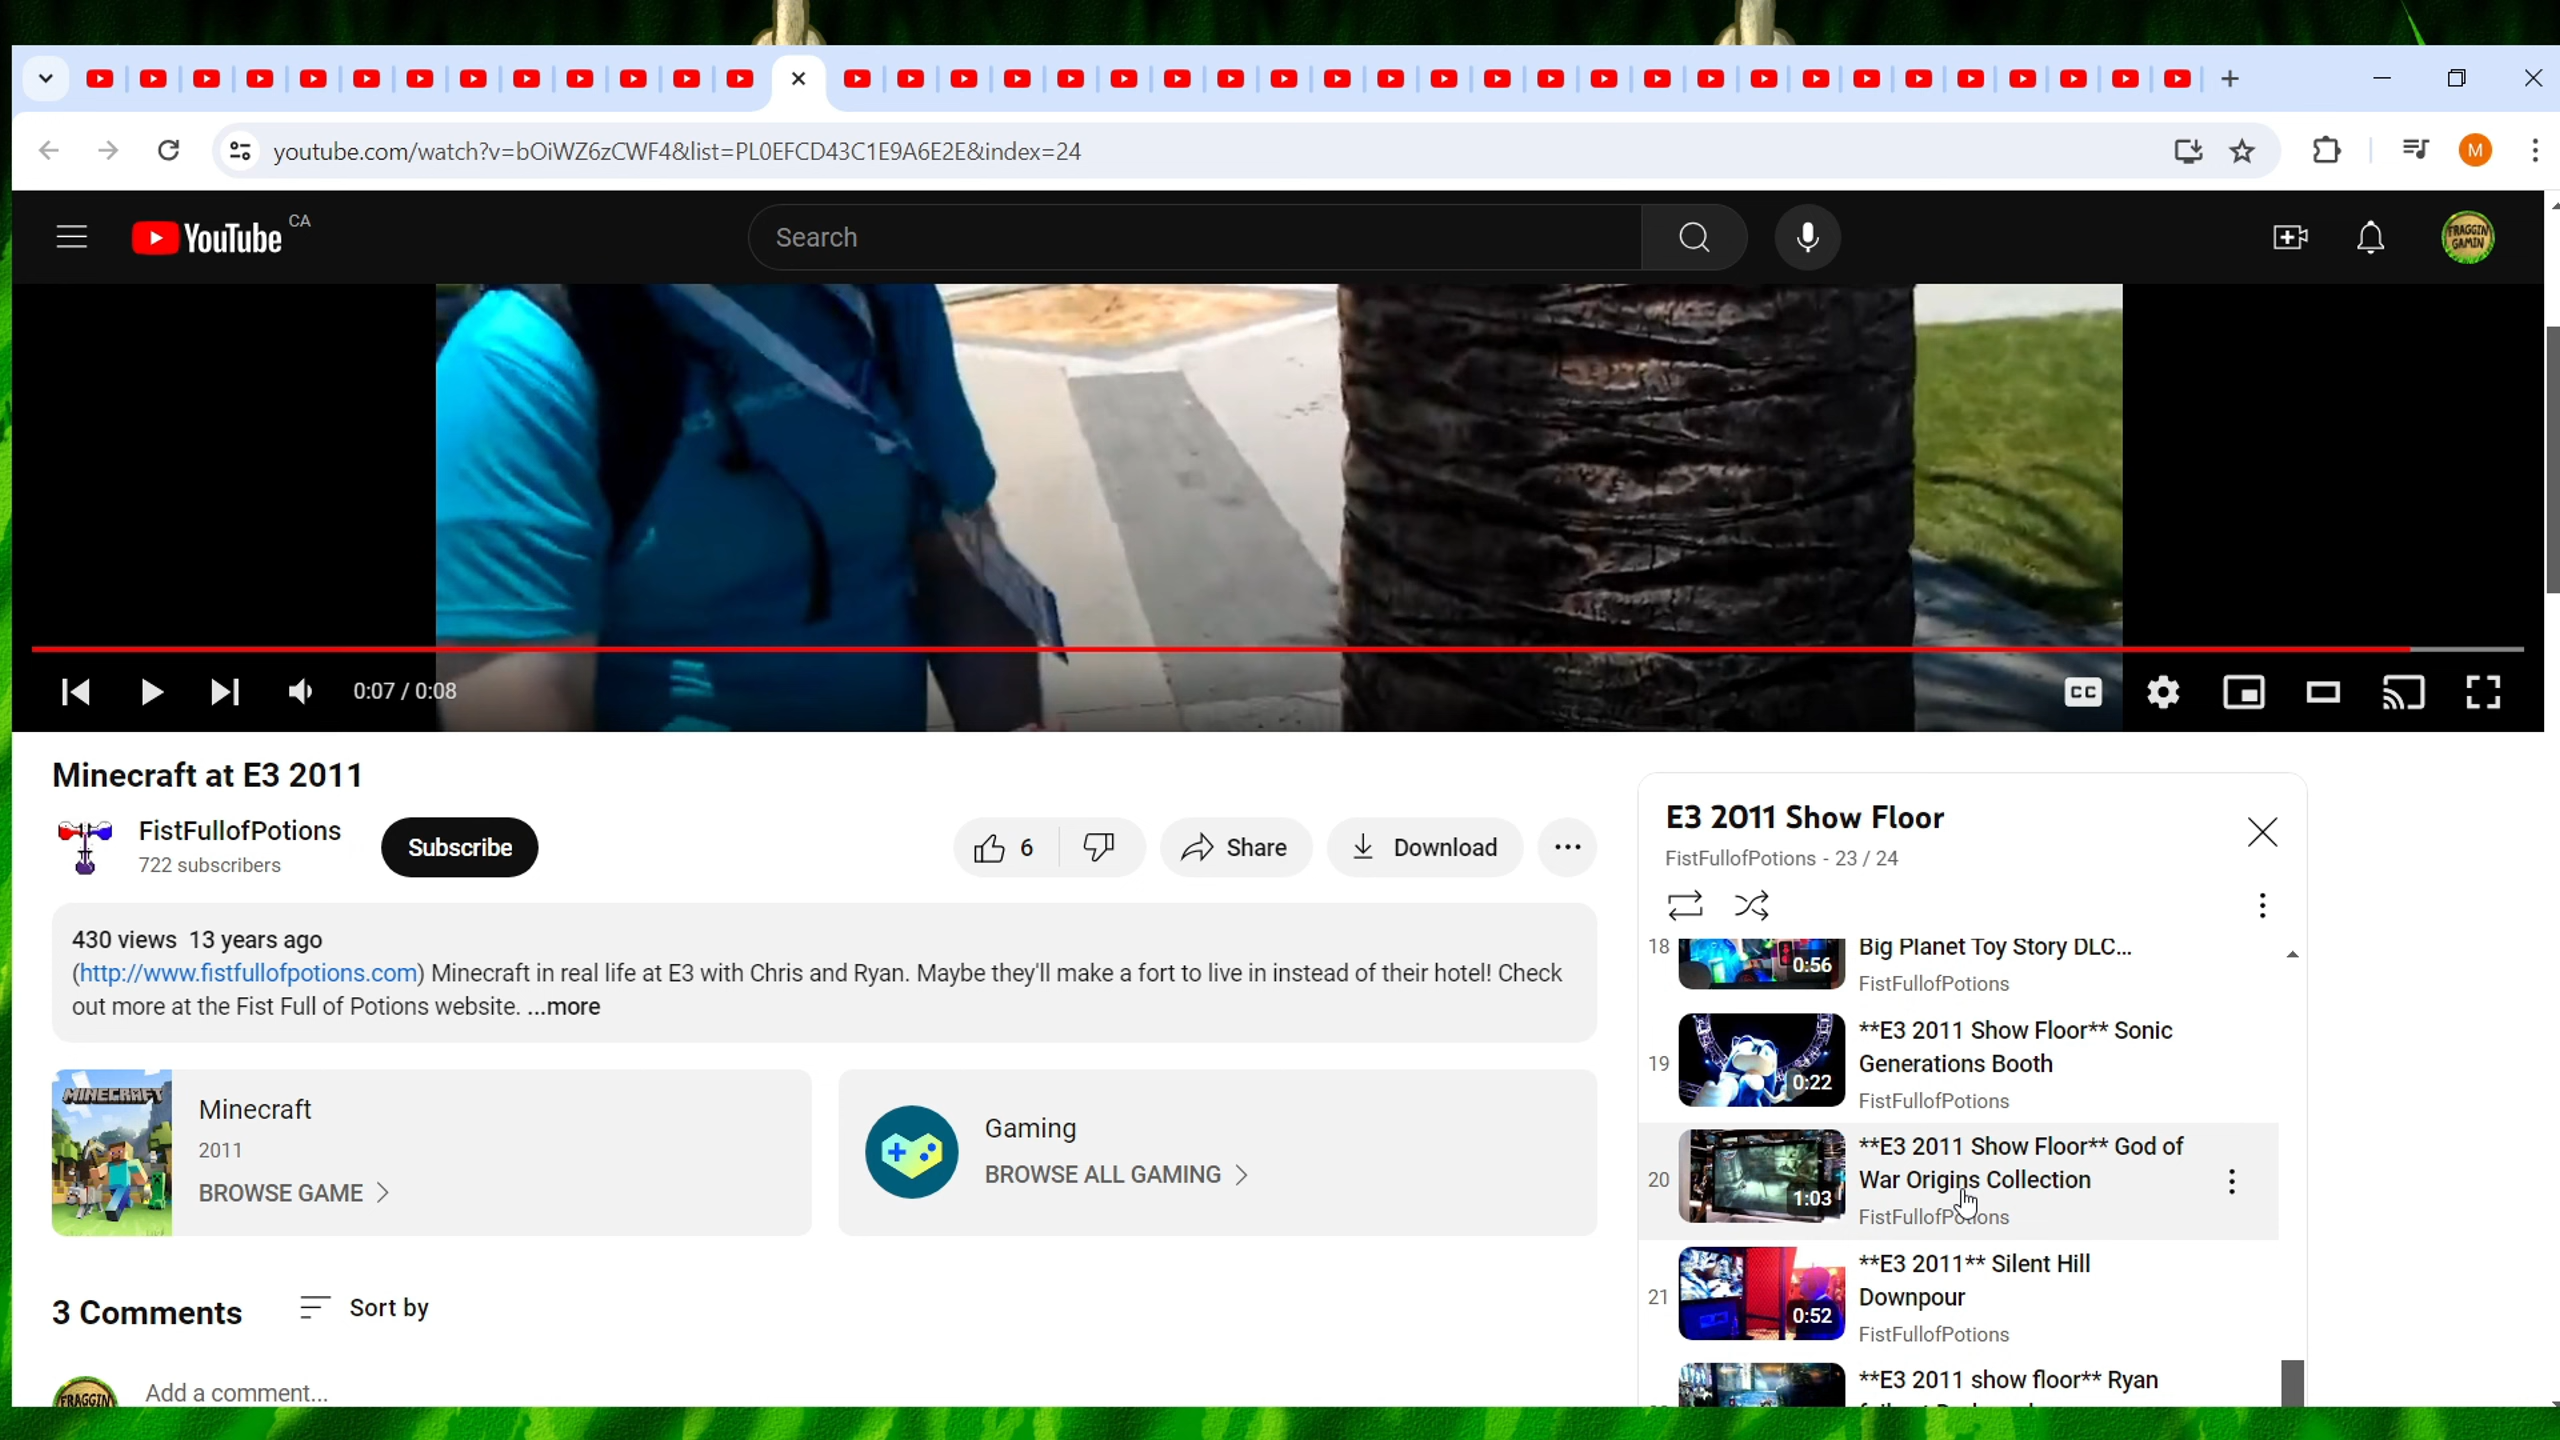 youtube.com/watch?v=bOiWZ6zCWF4&list=PL0EFCD43C1E9A6E2E&index=24
M
YouTube CA
Search
FRAGGIN GAMIN
0:07 / 0:08
CC
Minecraft at E3 2011
FistFullofPotions
722 subscribers
Subscribe
6
Share
Download
430 views 13 years ago
(http://www.fistfullofpotions.com) Minecraft in real life at E3 with Chris and Ryan. Maybe they'll make a fort to live in instead of their hotel! Check
out more at the Fist Full of Potions website. ...more
MINECRAFT
Minecraft
2011
BROWSE GAME
Gaming
BROWSE ALL GAMING
3 Comments
Sort by
FRAGGIN
Add a comment...
E3 2011 Show Floor
FistFullofPotions - 23 / 24
18
0:56
Big Planet Toy Story DLC...
FistFullofPotions
19
0:22
**E3 2011 Show Floor** Sonic
Generations Booth
FistFullofPotions
20
1:03
**E3 2011 Show Floor** God of
War Origins Collection
FistFullofPotions
21
0:52
**E3 2011** Silent Hill
Downpour
FistFullofPotions
**E3 2011 show floor** Ryan